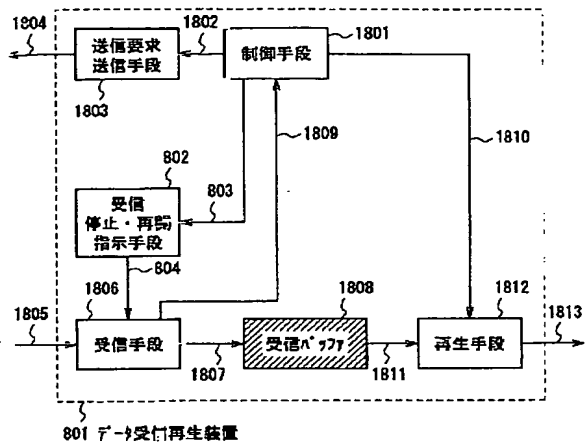 1804
1802
1801
送信要求
送信手段
制御手段
1803
1809
1810
802
803
受信
停止・再開
指示手段
804
1806
1808
1812
1805
1813
受信手段
受信バッファ
再生手段
1807
1811
801 データ受信再生装置